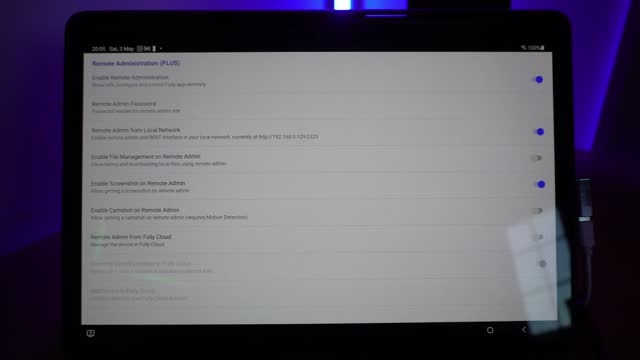 20:05 Sat, 3 May
100%
Remote Administration (PLUS)
Enable Remote Administration
Show info, configure and control Fully app remotely
Remote Admin Password
Password needed for remote admin
Remote Admin from Local Network
Enable remote admin and REST interface in your local network, currently at http://192.168.0.129:2323
Enable File Management on Remote Admin
Allow listing and downloading local files using remote admin
Enable Screenshot on Remote Admin
Allow getting a screenshot on remote admin
Enable Camshot on Remote Admin
Allow getting a camshot on remote admin (requires Motion Detection)
Remote Admin from Fully Cloud
Manage the device in Fully Cloud